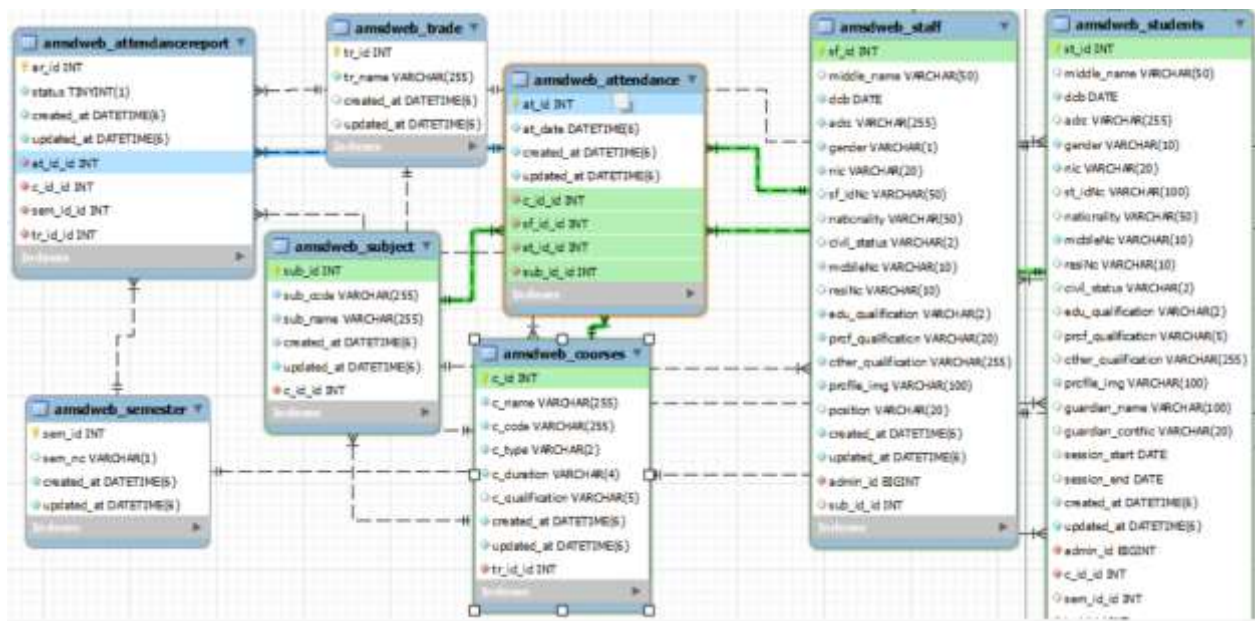 amsdweb_attendancereport
ar_id INT
status TINYINT(1)
created_at DATETIME(6)
updated_at DATETIME(6)
at_id_id INT
c_id_id INT
sem_id_id INT
tr_id_id INT
Indexes
amsdweb_trade
tr_id INT
tr_name VARCHAR(255)
created_at DATETIME(6)
updated_at DATETIME(6)
Indexes
amsdweb_attendance
at_id INT
at_date DATETIME(6)
created_at DATETIME(6)
updated_at DATETIME(6)
c_id_id INT
sf_id_id INT
st_id_id INT
sub_id_id INT
Indexes
amsdweb_subject
sub_id INT
sub_code VARCHAR(255)
sub_name VARCHAR(255)
created_at DATETIME(6)
updated_at DATETIME(6)
c_id_id INT
Indexes
amsdweb_semester
sem_id INT
sem_no VARCHAR(1)
created_at DATETIME(6)
updated_at DATETIME(6)
Indexes
amsdweb_courses
c_id INT
c_name VARCHAR(255)
c_code VARCHAR(255)
c_type VARCHAR(2)
c_duration VARCHAR(4)
c_qualification VARCHAR(5)
created_at DATETIME(6)
updated_at DATETIME(6)
tr_id_id INT
Indexes
amsdweb_staff
sf_id INT
middle_name VARCHAR(50)
dob DATE
adrs VARCHAR(255)
gender VARCHAR(1)
nic VARCHAR(20)
sf_idNo VARCHAR(50)
nationality VARCHAR(50)
civil_status VARCHAR(2)
mobileNo VARCHAR(10)
resiNo VARCHAR(10)
edu_qualification VARCHAR(2)
prof_qualification VARCHAR(20)
other_qualification VARCHAR(255)
profile_img VARCHAR(100)
position VARCHAR(20)
created_at DATETIME(6)
updated_at DATETIME(6)
admin_id BIGINT
sub_id_id INT
Indexes
amsdweb_students
st_id INT
middle_name VARCHAR(50)
dob DATE
adrs VARCHAR(255)
gender VARCHAR(10)
nic VARCHAR(20)
st_idNo VARCHAR(100)
nationality VARCHAR(50)
mobileNo VARCHAR(10)
resiNo VARCHAR(10)
civil_status VARCHAR(2)
edu_qualification VARCHAR(2)
prof_qualification VARCHAR(5)
other_qualification VARCHAR(255)
profile_img VARCHAR(100)
guardian_name VARCHAR(100)
guardian_contNo VARCHAR(20)
session_start DATE
session_end DATE
created_at DATETIME(6)
updated_at DATETIME(6)
admin_id BIGINT
c_id_id INT
sem_id_id INT